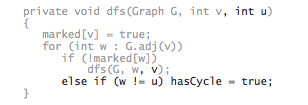 private void dfs(Graph G, int v, int u)
{
marked[v] = true;
for (int w : G.adj(v))
if (!marked[w])
dfs(G, w, v);
else if (w != u) hasCycle = true;
}